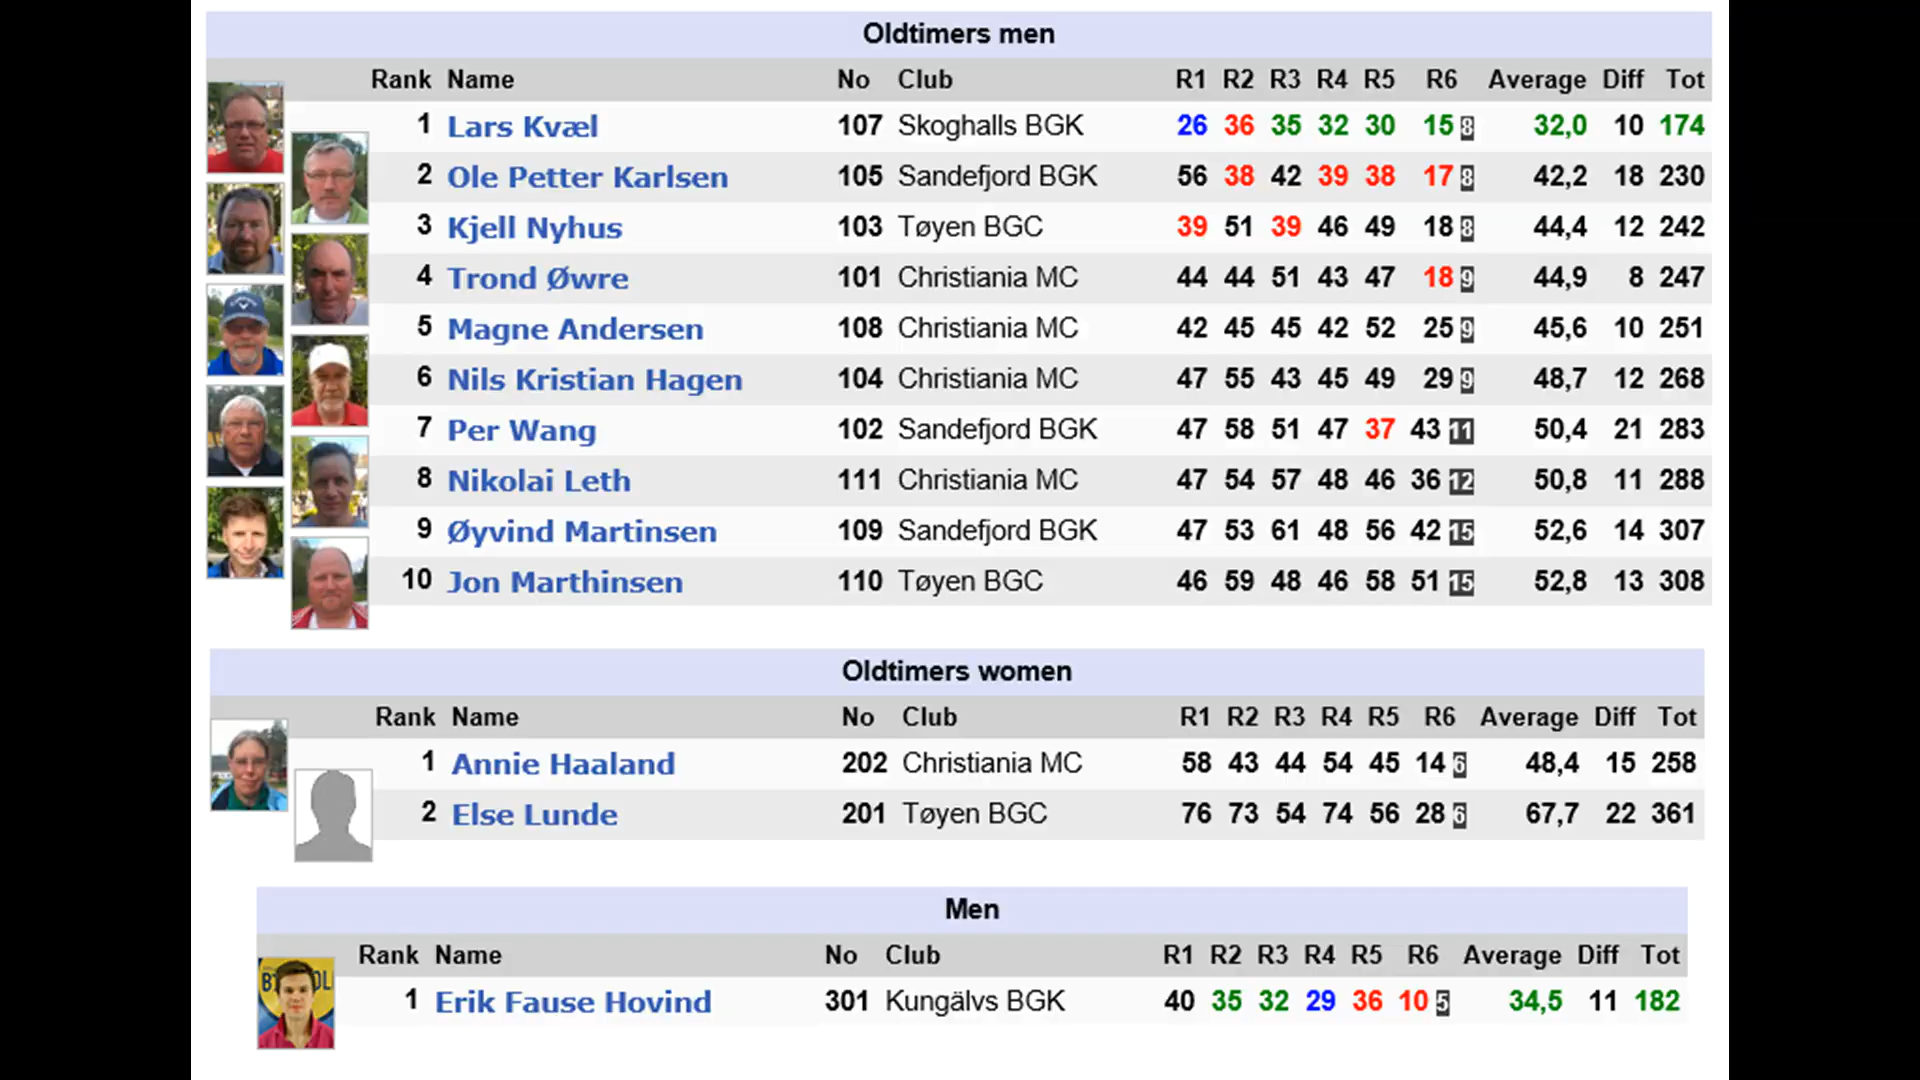 Oldtimers men
Rank Name No Club R1 R2 R3 R4 R5 R6 Average Diff Tot
1 Lars Kvæl 107 Skoghalls BGK 26 36 35 32 30 15 8 32,0 10 174
2 Ole Petter Karlsen 105 Sandefjord BGK 56 38 42 39 38 17 8 42,2 18 230
3 Kjell Nyhus 103 Tøyen BGC 39 51 39 46 49 18 8 44,4 12 242
4 Trond Øwre 101 Christiania MC 44 44 51 43 47 18 9 44,9 8 247
5 Magne Andersen 108 Christiania MC 42 45 45 42 52 25 9 45,6 10 251
6 Nils Kristian Hagen 104 Christiania MC 47 55 43 45 49 29 9 48,7 12 268
7 Per Wang 102 Sandefjord BGK 47 58 51 47 37 43 11 50,4 21 283
8 Nikolai Leth 111 Christiania MC 47 54 57 48 46 36 12 50,8 11 288
9 Øyvind Martinsen 109 Sandefjord BGK 47 53 61 48 56 42 15 52,6 14 307
10 Jon Marthinsen 110 Tøyen BGC 46 59 48 46 58 51 15 52,8 13 308
Oldtimers women
Rank Name No Club R1 R2 R3 R4 R5 R6 Average Diff Tot
1 Annie Haaland 202 Christiania MC 58 43 44 54 45 14 6 48,4 15 258
2 Else Lunde 201 Tøyen BGC 76 73 54 74 56 28 6 67,7 22 361
Men
Rank Name No Club R1 R2 R3 R4 R5 R6 Average Diff Tot
1 Erik Fause Hovind 301 Kungälvs BGK 40 35 32 29 36 10 5 34,5 11 182